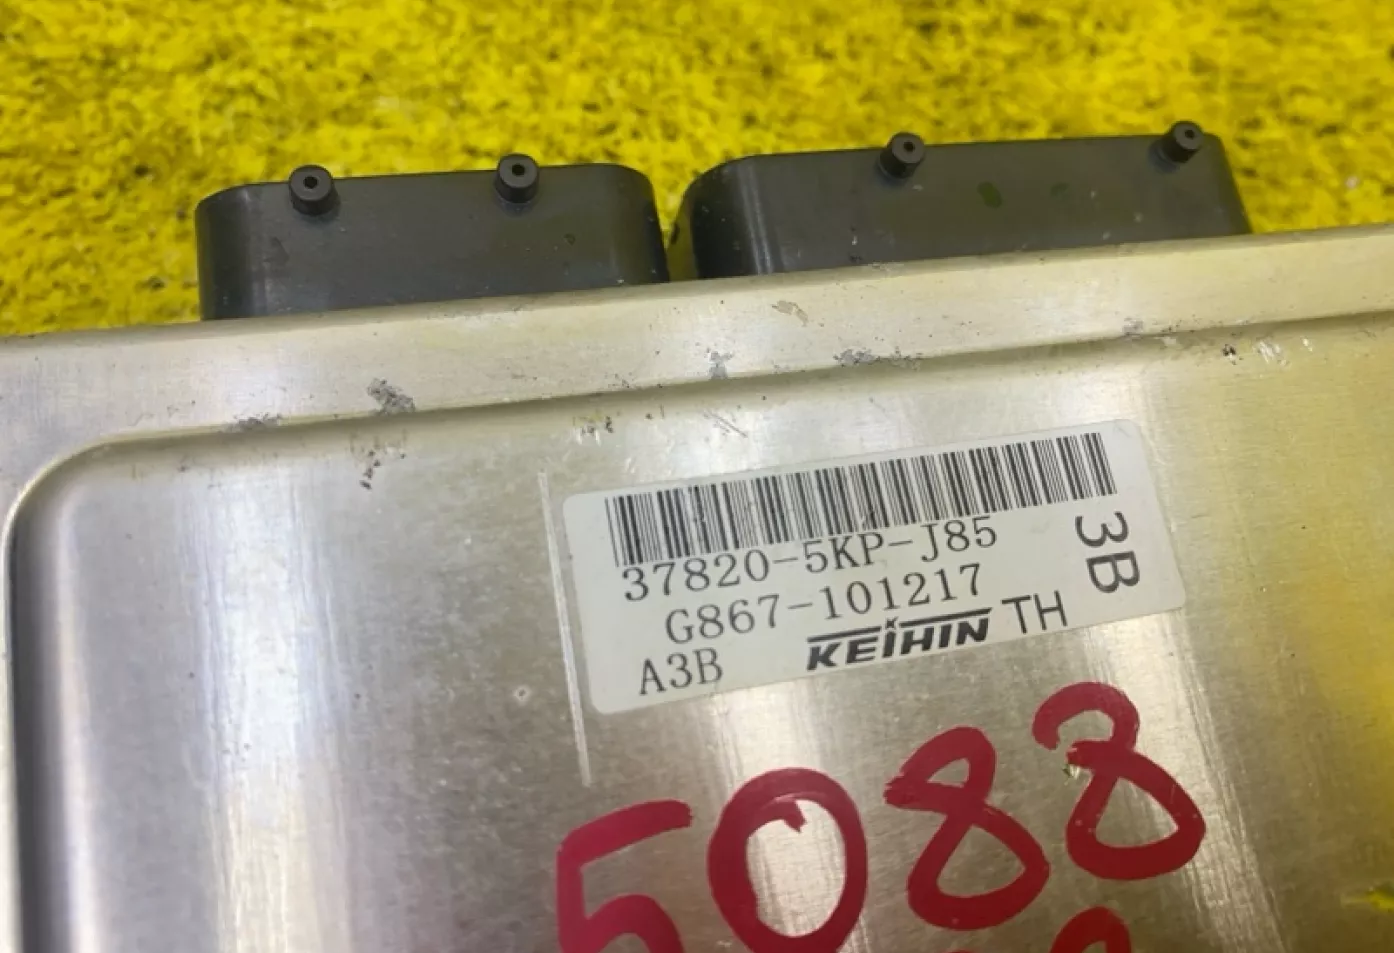 37820-5KP-J85
3B
G867-101217
A3B
KEIHIN TH
5088